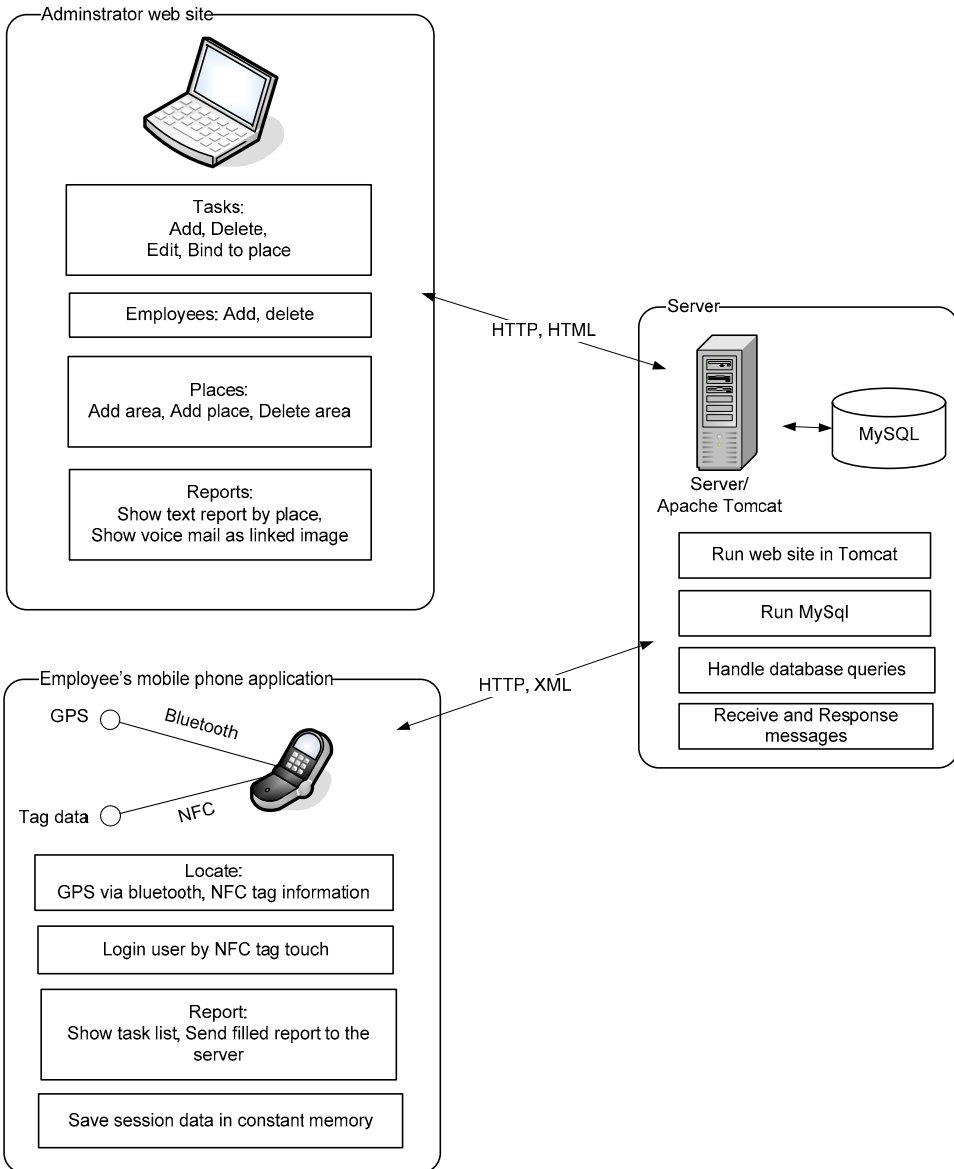 Adminstrator web site
Tasks:
Add, Delete,
Edit, Bind to place
Employees: Add, delete
Places:
Add area, Add place, Delete area
Reports:
Show text report by place,
Show voice mail as linked image
HTTP, HTML
Server
MySQL
Server/
Apache Tomcat
Run web site in Tomcat
Run MySql
Handle database queries
Receive and Response
messages
HTTP, XML
Employee's mobile phone application
GPS
Bluetooth
Tag data
NFC
Locate:
GPS via bluetooth, NFC tag information
Login user by NFC tag touch
Report:
Show task list, Send filled report to the
server
Save session data in constant memory